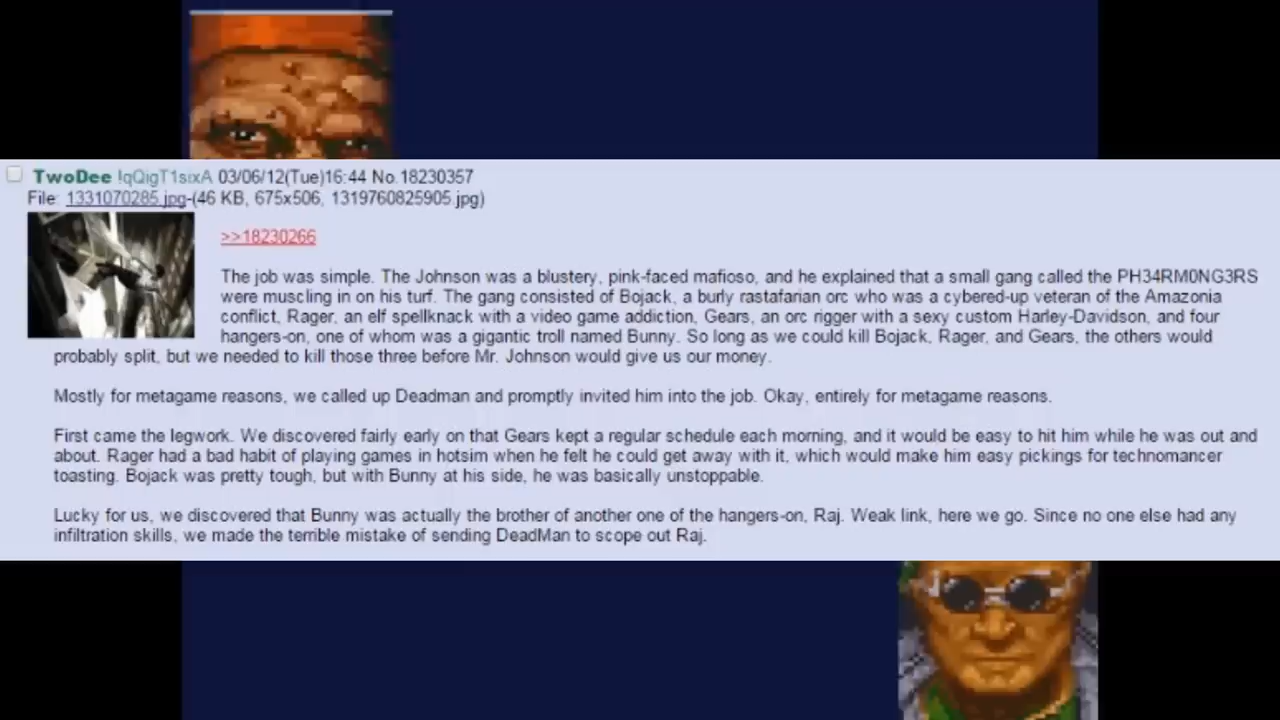 TwoDee !qQigT1sixA 03/06/12(Tue)16:44 No.18230357
File: 1331070285.jpg-(46 KB, 675x506, 1319760825905.jpg)
>>18230266
The job was simple. The Johnson was a blustery, pink-faced mafioso, and he explained that a small gang called the PH34RM0NG3RS
were muscling in on his turf. The gang consisted of Bojack, a burly rastafarian orc who was a cybered-up veteran of the Amazonia
conflict, Rager, an elf spellknack with a video game addiction, Gears, an orc rigger with a sexy custom Harley-Davidson, and four
hangers-on, one of whom was a gigantic troll named Bunny. So long as we could kill Bojack, Rager, and Gears, the others would
probably split, but we needed to kill those three before Mr. Johnson would give us our money.
Mostly for metagame reasons, we called up Deadman and promptly invited him into the job. Okay, entirely for metagame reasons.
First came the legwork. We discovered fairly early on that Gears kept a regular schedule each morning, and it would be easy to hit him while he was out and
about. Rager had a bad habit of playing games in hotsim when he felt he could get away with it, which would make him easy pickings for technomancer
toasting. Bojack was pretty tough, but with Bunny at his side, he was basically unstoppable.
Lucky for us, we discovered that Bunny was actually the brother of another one of the hangers-on, Raj. Weak link, here we go. Since no one else had any
infiltration skills, we made the terrible mistake of sending DeadMan to scope out Raj.